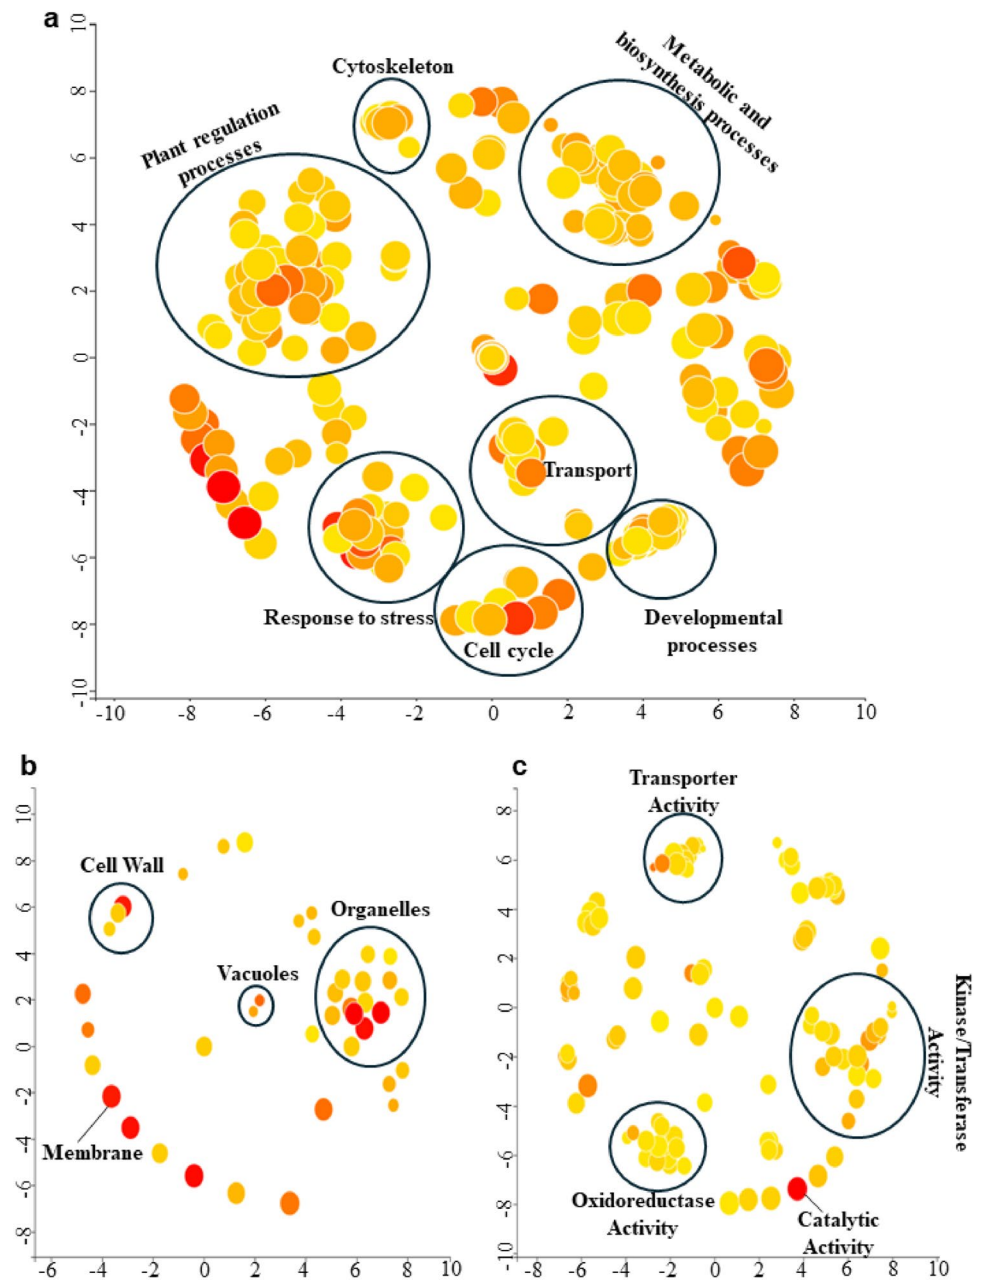 a
10
8
6
4
2
0
-2
-4
-6
-8
-10
Cytoskeleton
Metabolic and
biosynthesis processes
Plant regulation
processes
Transport
Response to stress
Cell cycle
Developmental
processes
-10 -8 -6 -4 -2 0 2 4 6 8 10
b
10
8
6
4
2
0
-2
-4
-6
-8
Cell Wall
Organelles
Vacuoles
Membrane
-6 -4 -2 0 2 4 6 8 10
c
8
6
4
2
0
-2
-4
-6
-8
-10
Transporter
Activity
Kinase/Transferase
Activity
Oxidoreductase
Activity
Catalytic
Activity
-8 -6 -4 -2 0 2 4 6 8 10